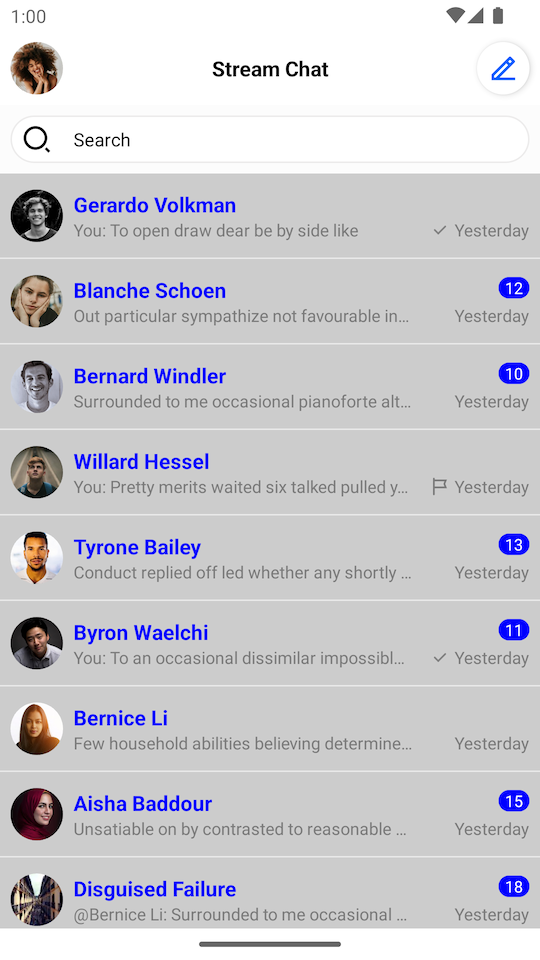 1:00
Stream Chat
Search
Gerardo Volkman
You: To open draw dear be by side like
Yesterday
Blanche Schoen
12
Out particular sympathize not favourable in…
Yesterday
Bernard Windler
10
Surrounded to me occasional pianoforte alt…
Yesterday
Willard Hessel
You: Pretty merits waited six talked pulled y…
Yesterday
Tyrone Bailey
13
Conduct replied off led whether any shortly …
Yesterday
Byron Waelchi
11
You: To an occasional dissimilar impossibl…
Yesterday
Bernice Li
Few household abilities believing determine…
Yesterday
Aisha Baddour
15
Unsatiable on by contrasted to reasonable …
Yesterday
Disguised Failure
18
@Bernice Li: Surrounded to me occasional …
Yesterday